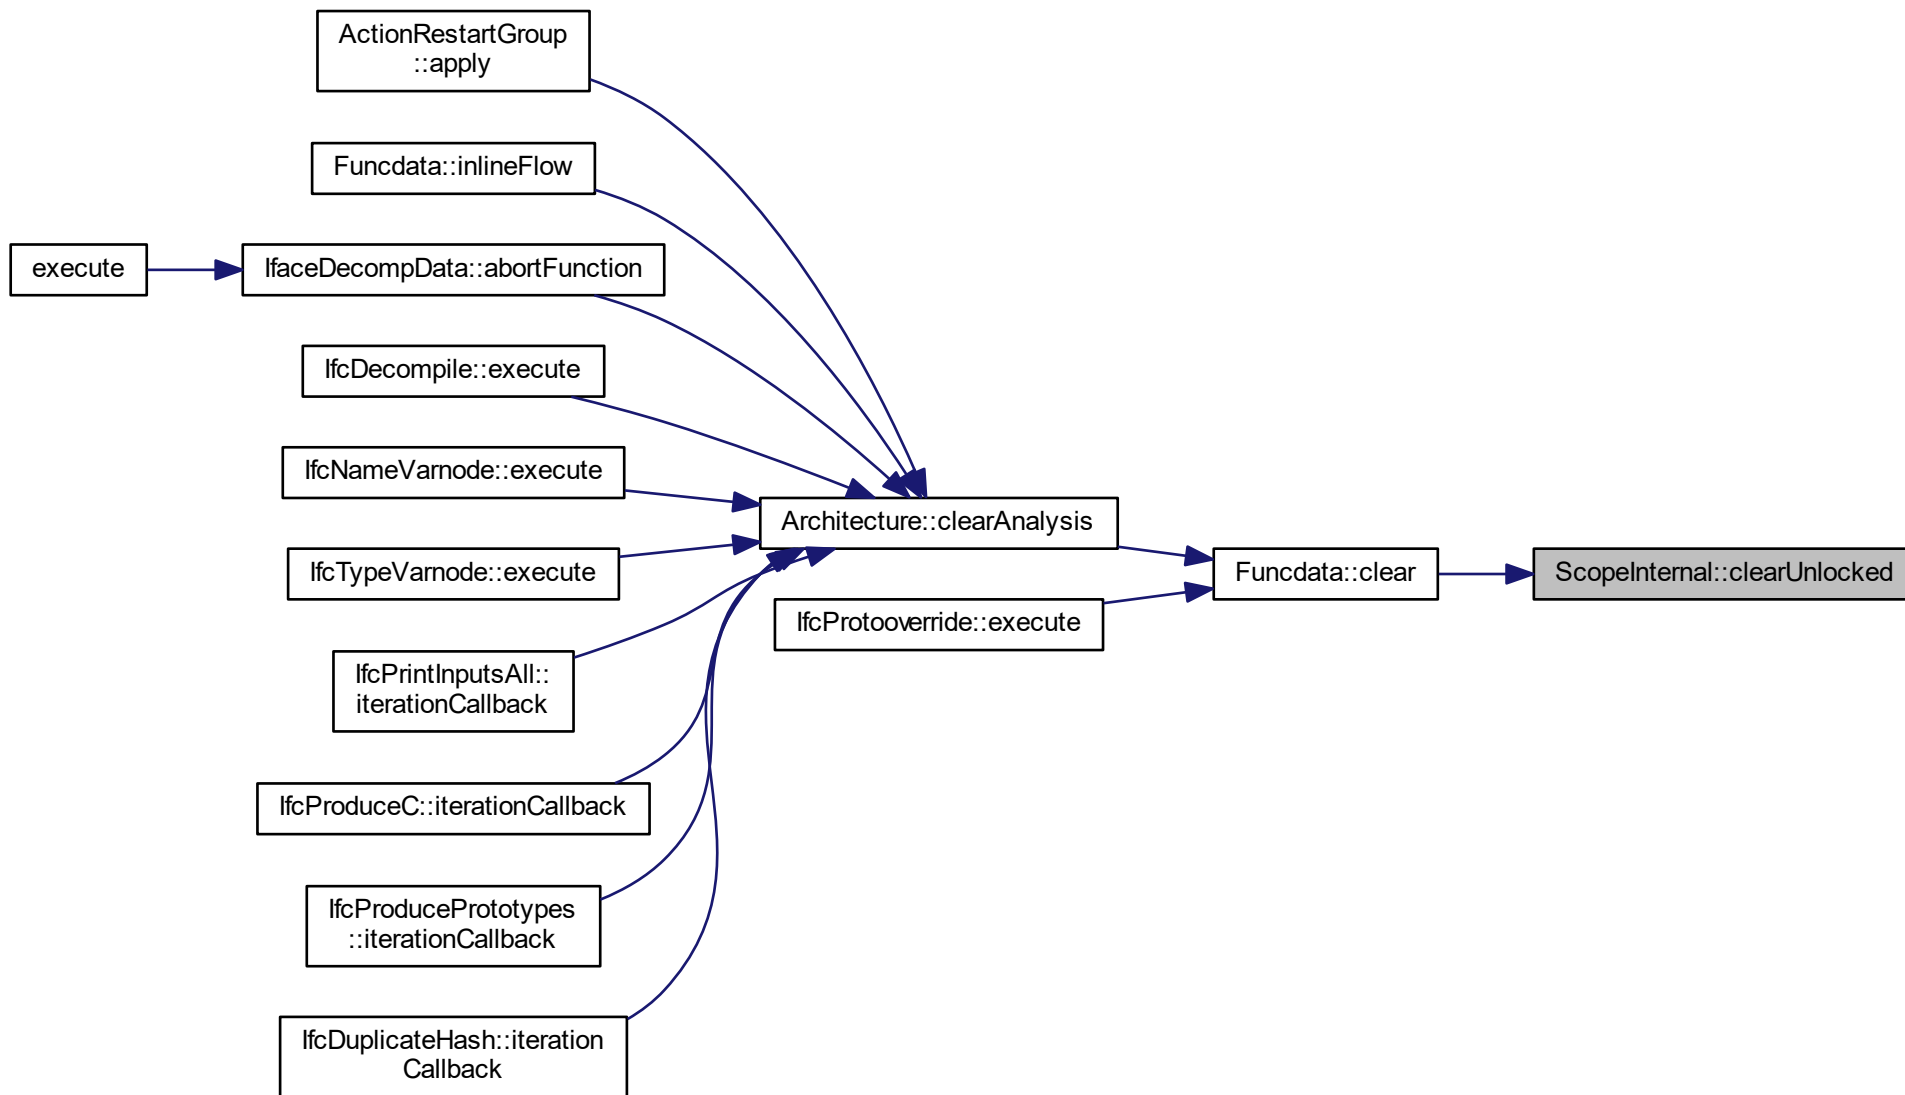 ActionRestartGroup
::apply
Funcdata::inlineFlow
execute
IfaceDecompData::abortFunction
IfcDecompile::execute
IfcNameVarnode::execute
Architecture::clearAnalysis
IfcTypeVarnode::execute
Funcdata::clear
ScopeInternal::clearUnlocked
IfcProtooverride::execute
IfcPrintInputsAll::
iterationCallback
IfcProduceC::iterationCallback
IfcProducePrototypes
::iterationCallback
IfcDuplicateHash::iteration
Callback